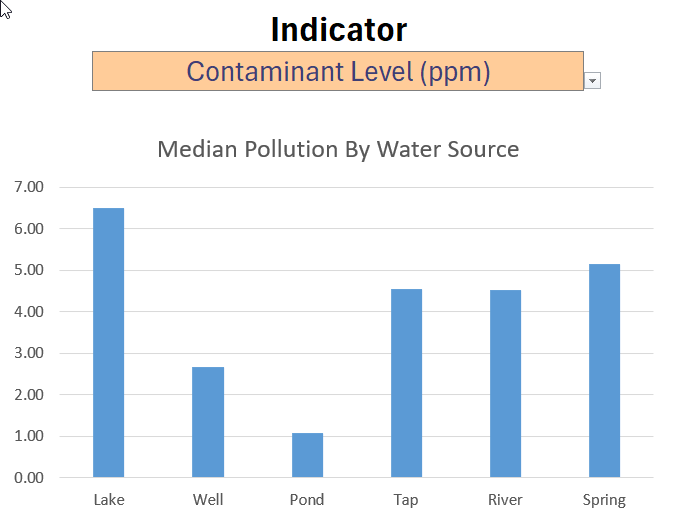 Indicator
Contaminant Level (ppm)
Median Pollution By Water Source
7.00
6.00
5.00
4.00
3.00
2.00
1.00
0.00
Lake Well Pond Tap River Spring